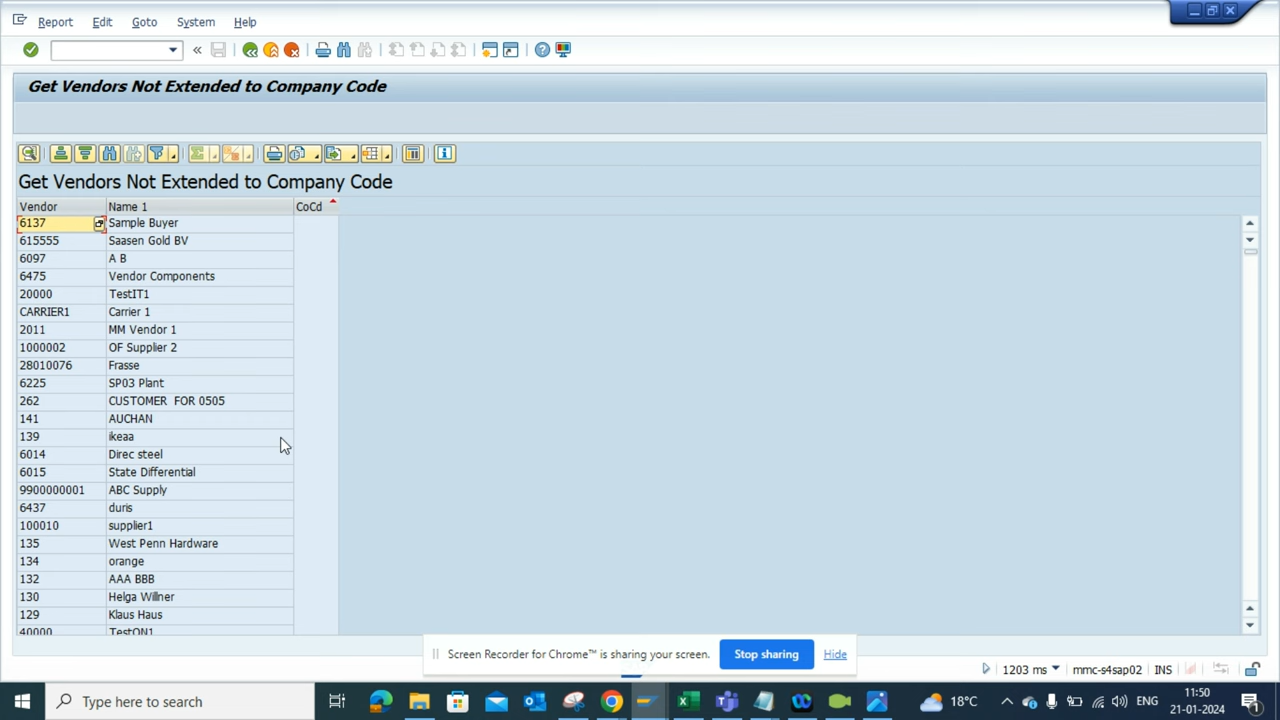 Report Edit Goto System Help
Get Vendors Not Extended to Company Code
Get Vendors Not Extended to Company Code
Vendor Name 1 CoCd
6137 Sample Buyer
615555 Saasen Gold BV
6097 A B
6475 Vendor Components
20000 TestIT1
CARRIER1 Carrier 1
2011 MM Vendor 1
1000002 OF Supplier 2
28010076 Frasse
6225 SP03 Plant
262 CUSTOMER FOR 0505
141 AUCHAN
139 ikeaa
6014 Direc steel
6015 State Differential
9900000001 ABC Supply
6437 duris
100010 supplier1
135 West Penn Hardware
134 orange
132 AAA BBB
130 Helga Willner
129 Klaus Haus
40000 TestON1
Screen Recorder for Chrome™ is sharing your screen. Stop sharing Hide
1203 ms mmc-s4sap02 INS
Type here to search
18°C ENG
11:50
21-01-2024